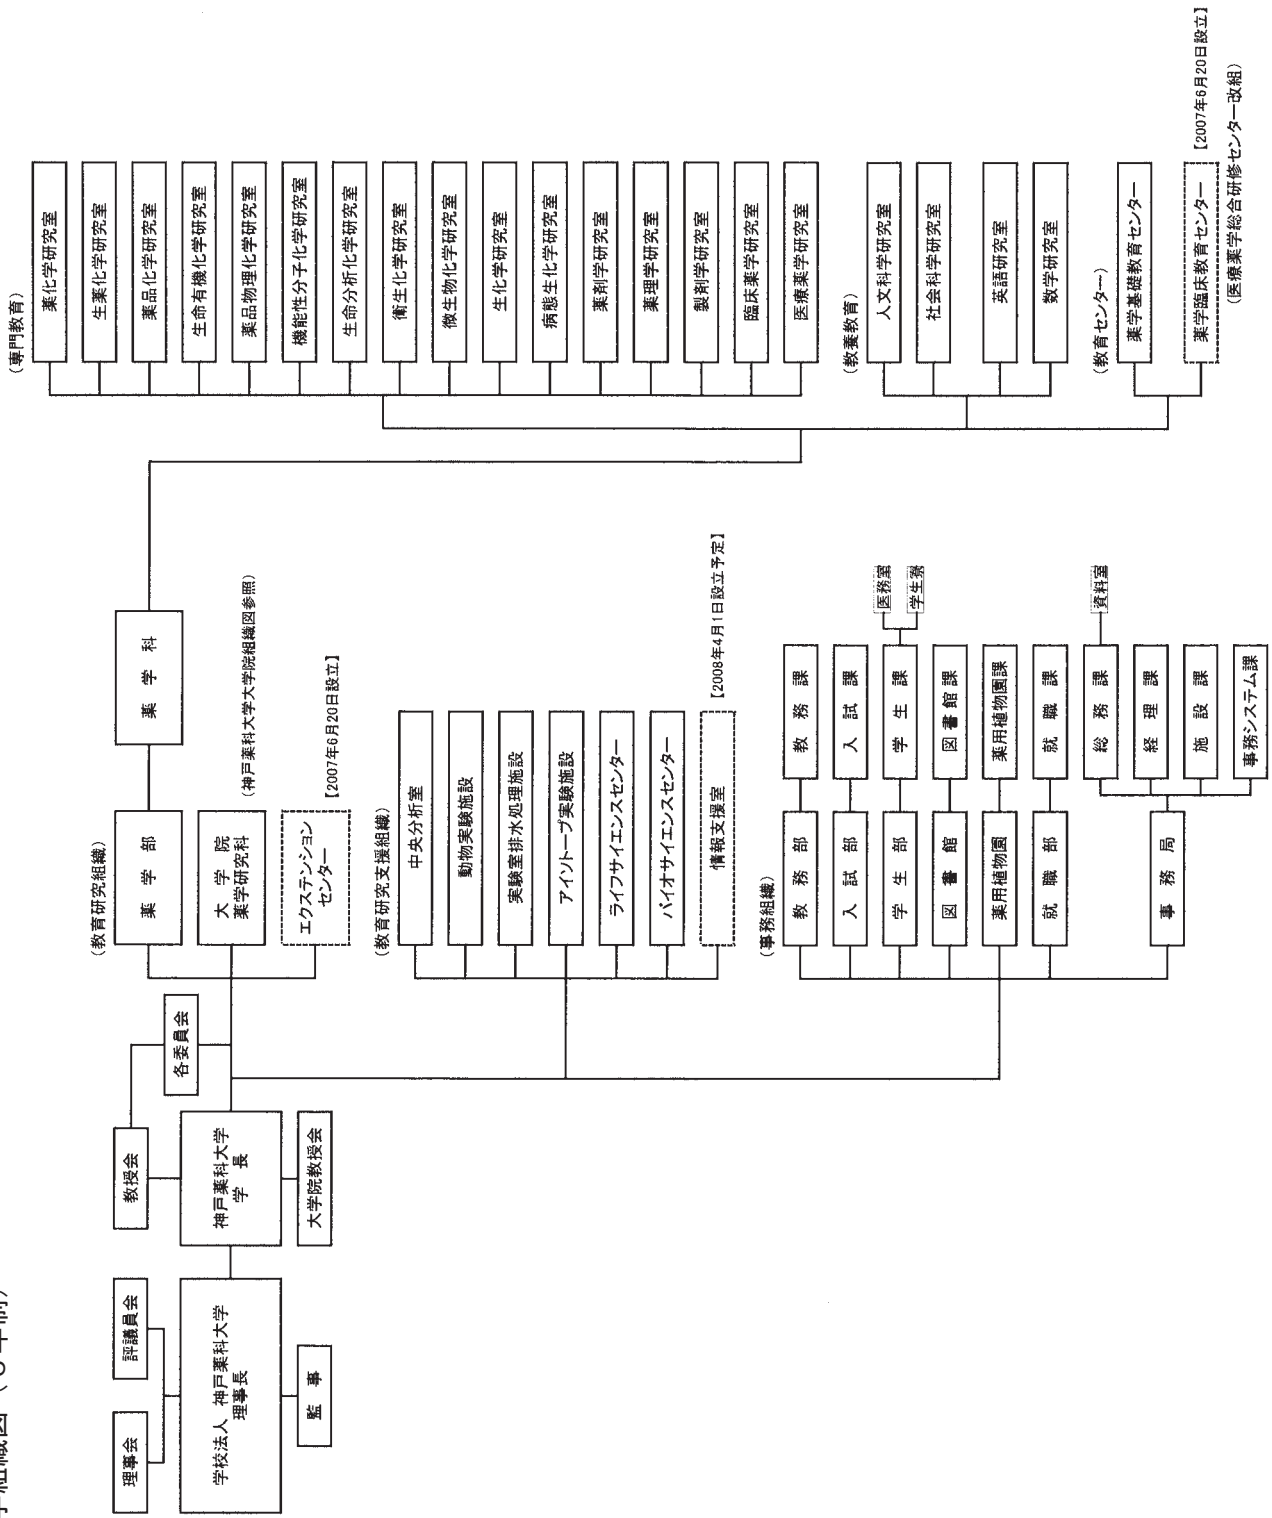 学組織図（６年制）
理事会
評議員会
学校法人 神戸薬科大学
理事長
監　事
教授会
神戸薬科大学
学　長
大学院教授会
各委員会
（教育研究組織）
薬　学　部
大　学　院
薬学研究科
エクステンション
センター
薬　学　科
（神戸薬科大学大学院組織図参照）
【2007年6月20日設立】
（教育研究支援組織）
中央分析室
動物実験施設
実験室排水処理施設
アイソトープ実験施設
ライフサイエンスセンター
バイオサイエンスセンター
情報支援室
【2008年4月1日設立予定】
（事務組織）
教　務　部
教　務　課
入　試　部
入　試　課
学　生　部
学　生　課
医務室
学生寮
図　書　館
図　書　館　課
薬用植物園
薬用植物園課
就　職　部
就　職　課
事　務　局
総　務　課
資料室
経　理　課
施　設　課
事務システム課
（専門教育）
薬化学研究室
生薬化学研究室
薬品化学研究室
生命有機化学研究室
薬品物理化学研究室
機能性分子化学研究室
生命分析化学研究室
衛生化学研究室
微生物化学研究室
生化学研究室
病態生化学研究室
薬剤学研究室
薬理学研究室
製剤学研究室
臨床薬学研究室
医療薬学研究室
（教養教育）
人文科学研究室
社会科学研究室
英語研究室
数学研究室
（教育センター）
薬学基礎教育センター
薬学臨床教育センター
【2007年6月20日設立】
（医療薬学総合研修センター改組）